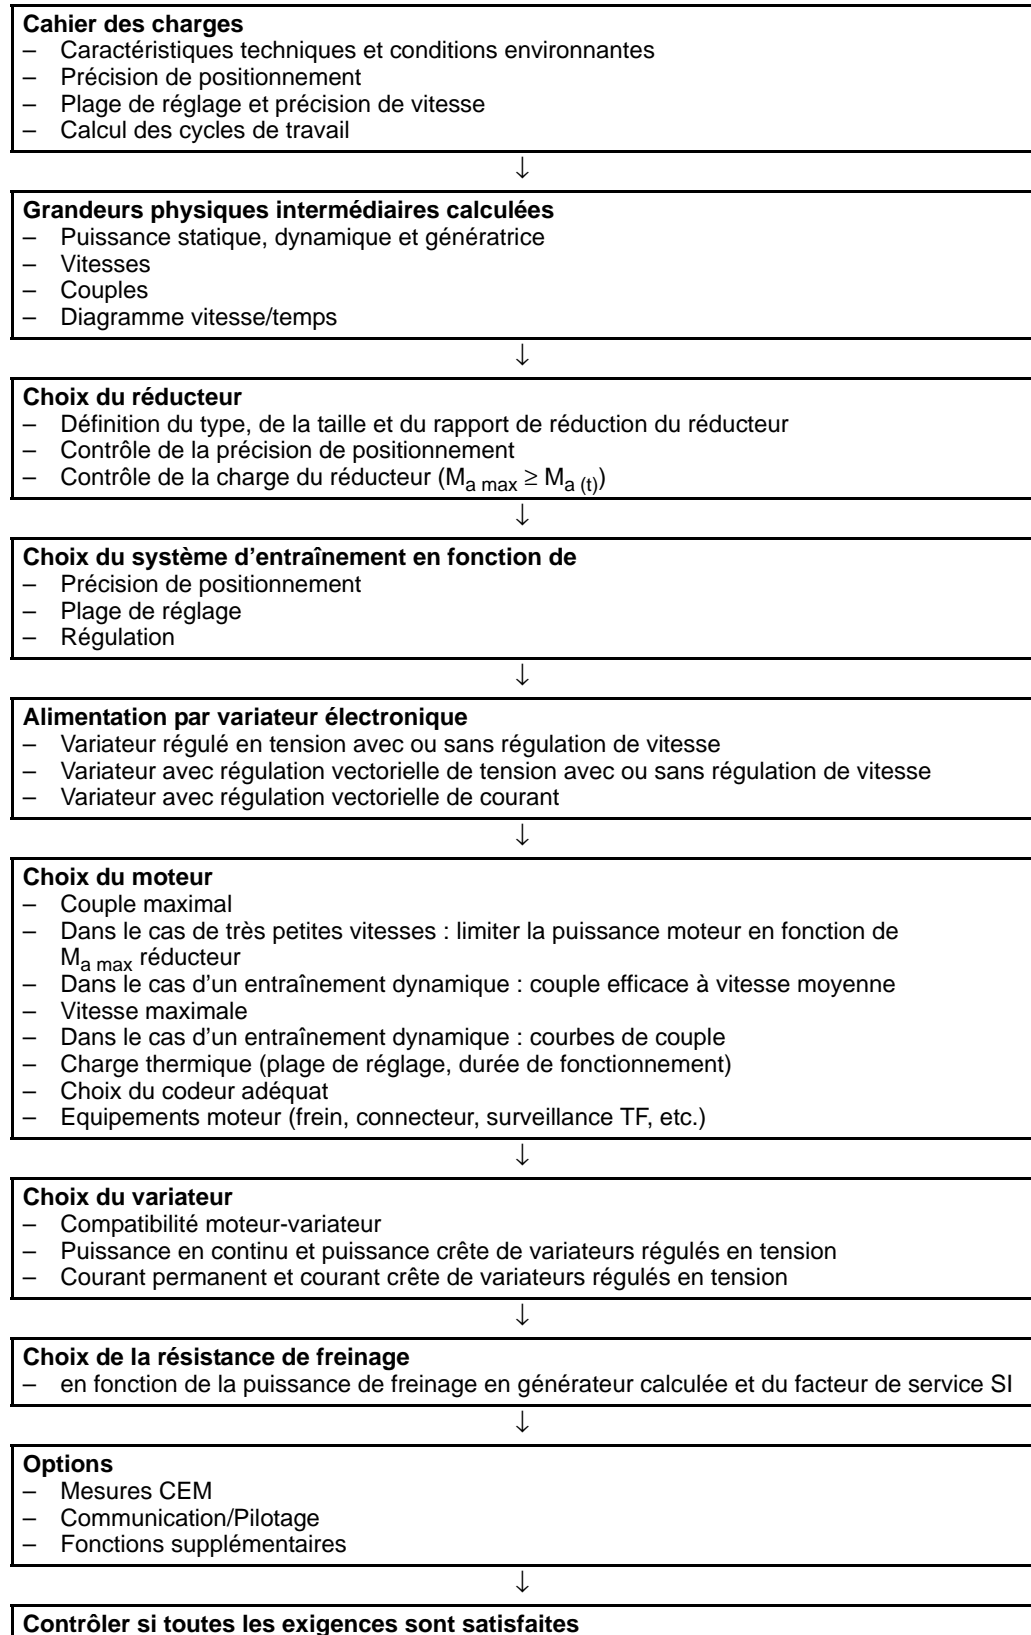 Cahier des charges
– Caractéristiques techniques et conditions environnantes
– Précision de positionnement
– Plage de réglage et précision de vitesse
– Calcul des cycles de travail
↓
Grandeurs physiques intermédiaires calculées
– Puissance statique, dynamique et génératrice
– Vitesses
– Couples
– Diagramme vitesse/temps
↓
Choix du réducteur
– Définition du type, de la taille et du rapport de réduction du réducteur
– Contrôle de la précision de positionnement
– Contrôle de la charge du réducteur (Ma max ≥ Ma (t))
↓
Choix du système d'entraînement en fonction de
– Précision de positionnement
– Plage de réglage
– Régulation
↓
Alimentation par variateur électronique
– Variateur régulé en tension avec ou sans régulation de vitesse
– Variateur avec régulation vectorielle de tension avec ou sans régulation de vitesse
– Variateur avec régulation vectorielle de courant
↓
Choix du moteur
– Couple maximal
– Dans le cas de très petites vitesses : limiter la puissance moteur en fonction de
Ma max réducteur
– Dans le cas d'un entraînement dynamique : couple efficace à vitesse moyenne
– Vitesse maximale
– Dans le cas d'un entraînement dynamique : courbes de couple
– Charge thermique (plage de réglage, durée de fonctionnement)
– Choix du codeur adéquat
– Equipements moteur (frein, connecteur, surveillance TF, etc.)
↓
Choix du variateur
– Compatibilité moteur-variateur
– Puissance en continu et puissance crête de variateurs régulés en tension
– Courant permanent et courant crête de variateurs régulés en tension
↓
Choix de la résistance de freinage
– en fonction de la puissance de freinage en générateur calculée et du facteur de service SI
↓
Options
– Mesures CEM
– Communication/Pilotage
– Fonctions supplémentaires
↓
Contrôler si toutes les exigences sont satisfaites